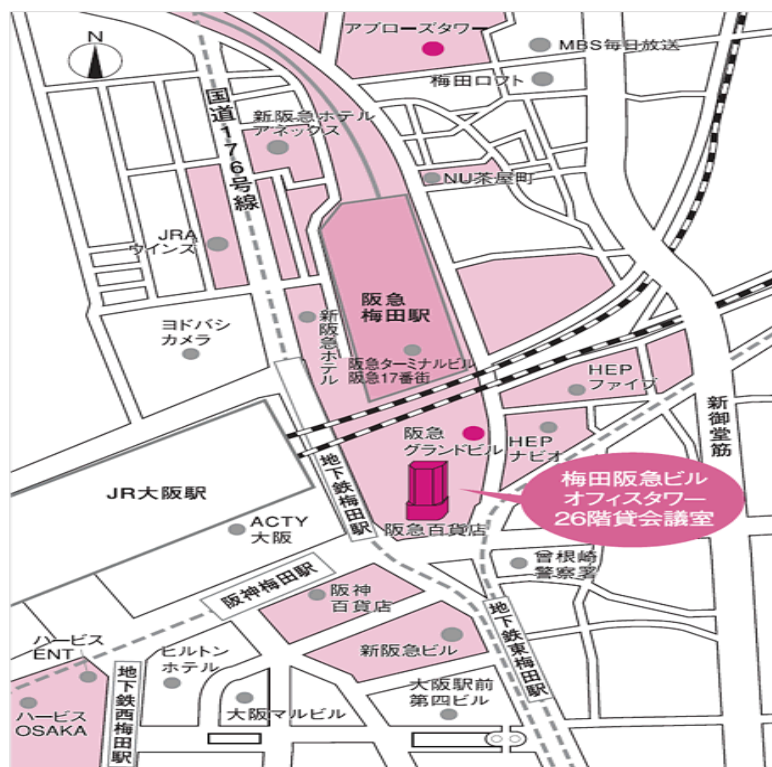 アプローズタワー
N
MBS毎日放送
梅田ロフト
国道176号線
新阪急ホテル
アネックス
NU茶屋町
JRA
ウインズ
阪急
梅田駅
新阪急ホテル
ヨドバシ
カメラ
阪急ターミナルビル
阪急17番街
HEP
ファイブ
新御堂筋
阪急
グランドビル
HEP
ナビオ
地下鉄梅田駅
梅田阪急ビル
オフィスタワー
26階貸会議室
JR大阪駅
ACTY
大阪
阪急百貨店
曾根崎
警察署
阪神梅田駅
阪神
百貨店
地下鉄東梅田駅
ハービス
ENT
ヒルトン
ホテル
新阪急ビル
地下鉄西梅田駅
大阪駅前
第四ビル
ハービス
OSAKA
大阪マルビル